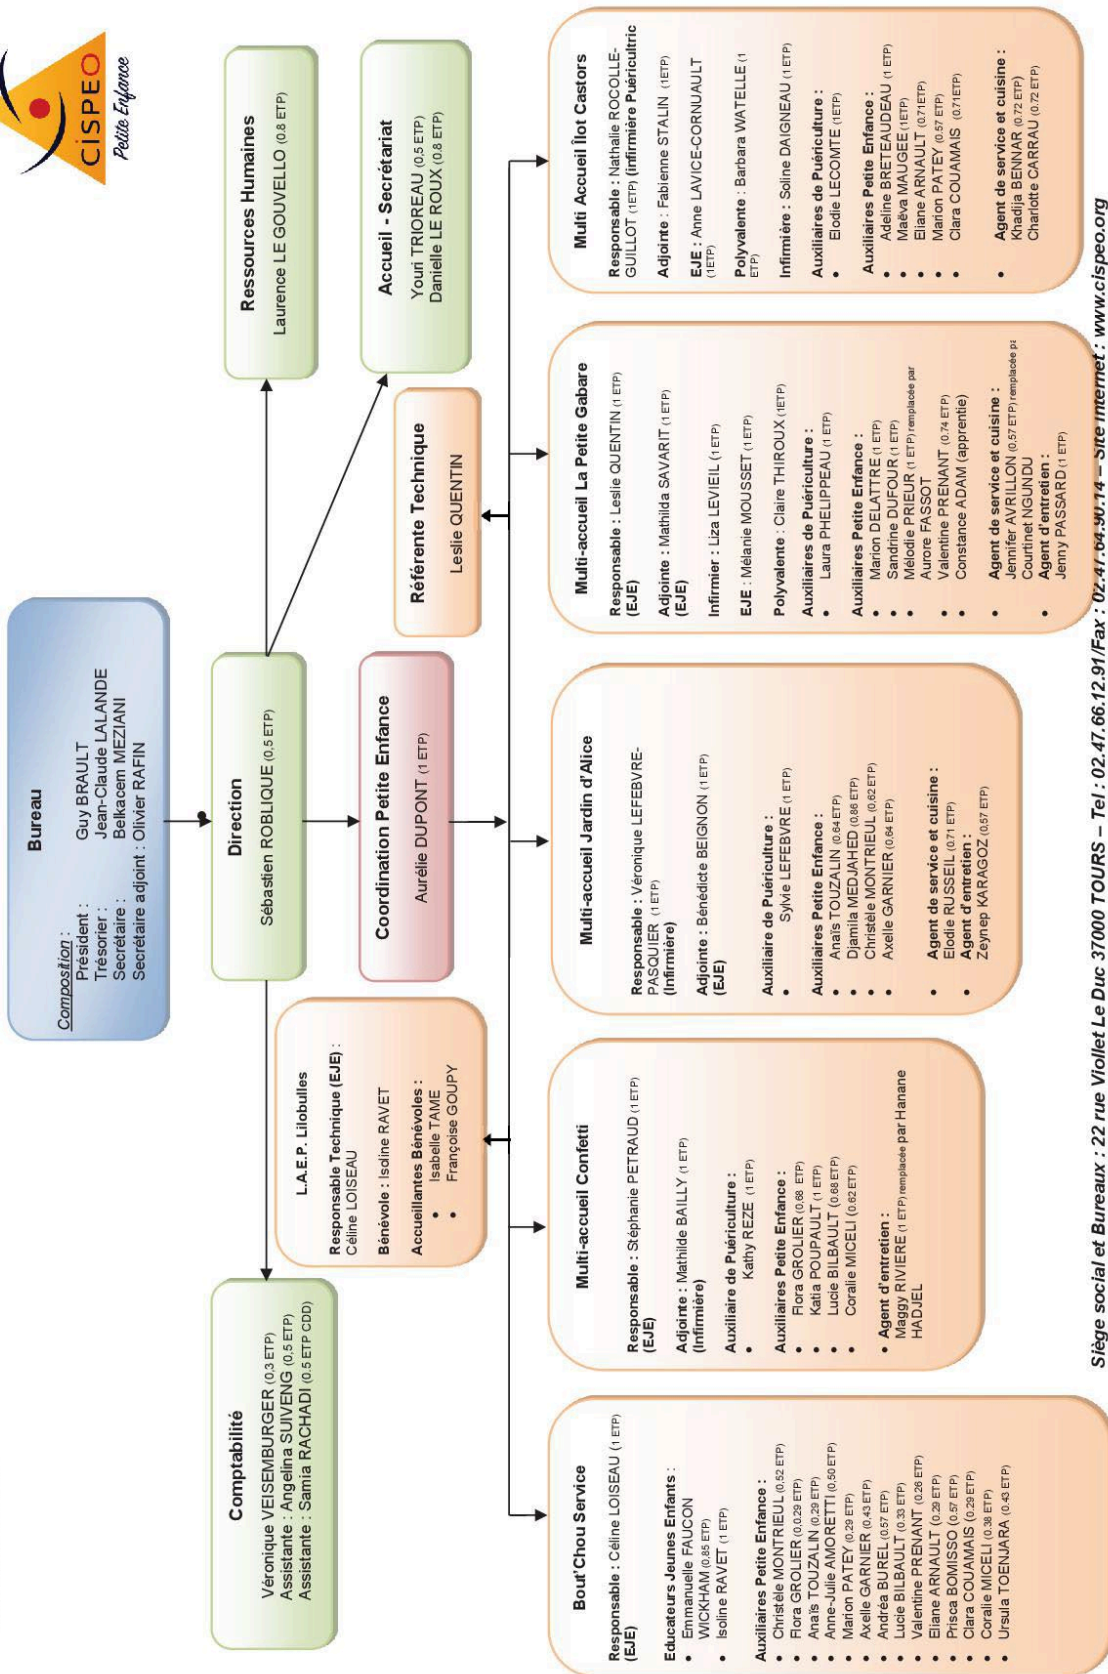 CISPEO
Petite Enfance
Bureau
Composition :
Président : Guy BRAULT
Trésorier : Jean-Claude LALANDE
Secrétaire : Belkacem MEZIANI
Secrétaire adjoint : Olivier RAFIN
Direction
Sébastien ROBLIQUE (0,5 ETP)
Ressources Humaines
Laurence LE GOUVELLO (0.8 ETP)
Accueil - Secrétariat
Youri TRIOREAU (0,5 ETP)
Danielle LE ROUX (0.8 ETP)
Comptabilité
Véronique VEISEMBURGER (0,3 ETP)
Assistante : Angelina SUIVENG (0,5 ETP)
Assistante : Samia RACHADI (0.5 ETP CDD)
L.A.E.P. Lilobulles
Responsable Technique (EJE) :
Céline LOISEAU
Bénévole : Isoline RAVET
Accueillantes Bénévoles :
• Isabelle TAME
• Françoise GOUPY
Coordination Petite Enfance
Aurélie DUPONT (1 ETP)
Référente Technique
Leslie QUENTIN
Bout'Chou Service
Responsable : Céline LOISEAU (1 ETP)
(EJE)
Educateurs Jeunes Enfants :
• Emmanuelle FAUCON
WICKHAM (0,85 ETP)
• Isoline RAVET (1 ETP)
Auxiliaires Petite Enfance :
• Christèle MONTRIEUL (0,52 ETP)
• Flora GROLIER (0,0.29 ETP)
• Anaïs TOUZALIN (0,29 ETP)
• Anne-Julie AMORETTI (0,50 ETP)
• Marion PATEY (0,29 ETP)
• Axelle GARNIER (0,43 ETP)
• Andréa BUREL (0.57 ETP)
• Lucie BILBAULT (0.33 ETP)
• Valentine PRENANT (0.26 ETP)
• Eliane ARNAULT (0.29 ETP)
• Prisca BOMISSO (0.57 ETP)
• Clara COUAMAIS (0.29 ETP)
• Coralie MICELI (0.38 ETP)
• Ursula TOENJARA (0.43 ETP)
Multi-accueil Confetti
Responsable : Stéphanie PETRAUD (1 ETP)
(EJE)
Adjointe : Mathilde BAILLY (1 ETP)
(Infirmière)
Auxiliaire de Puériculture :
• Kathy REZE (1 ETP)
Auxiliaires Petite Enfance :
• Flora GROLIER (0,68 ETP)
• Katia POUPAULT (1 ETP)
• Lucie BILBAULT (0.68 ETP)
• Coralie MICELI (0.62 ETP)
• Agent d'entretien :
Maggy RIVIERE (1 ETP) remplacée par Hanane
HADJEL
Multi-accueil Jardin d'Alice
Responsable : Véronique LEFEBVRE-
PASQUIER (1 ETP)
(Infirmière)
Adjointe : Bénédicte BEIGNON (1 ETP)
(EJE)
Auxiliaire de Puériculture :
• Sylvie LEFEBVRE (1 ETP)
Auxiliaires Petite Enfance :
• Anaïs TOUZALIN (0.64 ETP)
• Djamila MEDJAHED (0,86 ETP)
• Christèle MONTRIEUL (0.62 ETP)
• Axelle GARNIER (0.64 ETP)
• Agent de service et cuisine :
Elodie RUSSEIL (0.71 ETP)
• Agent d'entretien :
Zeynep KARAGOZ (0,57 ETP)
Multi-accueil La Petite Gabare
Responsable : Leslie QUENTIN (1 ETP)
(EJE)
Adjointe : Mathilda SAVARIT (1 ETP)
(EJE)
Infirmier : Liza LEVIEIL (1 ETP)
EJE : Mélanie MOUSSET (1 ETP)
Polyvalente : Claire THIROUX (1ETP)
Auxiliaires de Puériculture :
• Laura PHELIPPEAU (1 ETP)
Auxiliaires Petite Enfance :
• Marion DELATTRE (1 ETP)
• Sandrine DUFOUR (1 ETP)
• Mélodie PRIEUR (1 ETP) remplacée par
Aurore FASSOT
• Valentine PRENANT (0.74 ETP)
• Constance ADAM (apprentie)
• Agent de service et cuisine :
Jennifer AVRILLON (0,57 ETP) remplacée pa
Courtinet NGUNDU
• Agent d'entretien :
Jenny PASSARD (1 ETP)
Multi Accueil Îlot Castors
Responsable : Nathalie ROCOLLE-
GUILLOT (1ETP) (infirmière Puéricultric
Adjointe : Fabienne STALIN (1ETP)
EJE : Anne LAVICE-CORNUAULT
(1ETP)
Polyvalente : Barbara WATELLE (1
ETP)
Infirmière : Soline DAIGNEAU (1 ETP)
Auxiliaires de Puériculture :
• Elodie LECOMTE (1ETP)
Auxiliaires Petite Enfance :
• Adeline BRETEAUDEAU (1 ETP)
• Maëva MAUGEE (1ETP)
• Eliane ARNAULT (0.71ETP)
• Marion PATEY (0.57 ETP)
• Clara COUAMAIS (0.71ETP)
• Agent de service et cuisine :
Khadija BENNAR (0.72 ETP)
Charlotte CARRAU (0.72 ETP)
Siège social et Bureaux : 22 rue Viollet Le Duc 37000 TOURS – Tel : 02.47.66.12.91/Fax : 02.47.64.90.14 – Site Internet : www.cispeo.org